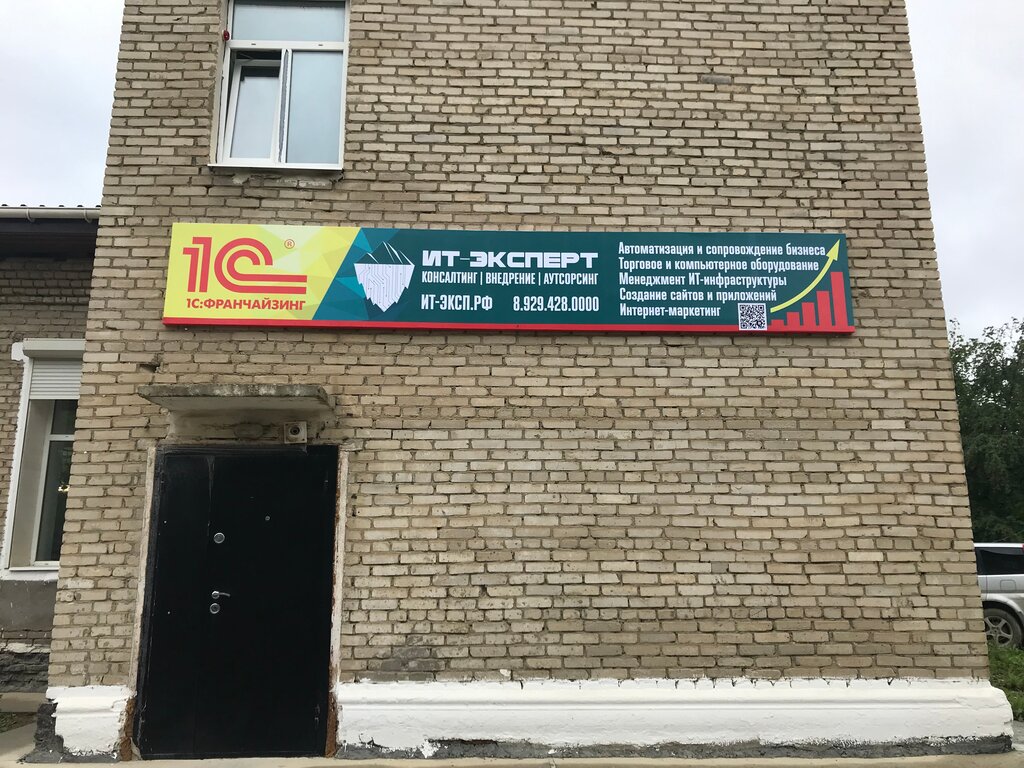 1С®
1С:ФРАНЧАЙЗИНГ
ИТ-ЭКСПЕРТ
КОНСАЛТИНГ | ВНЕДРЕНИЕ | АУТСОРСИНГ
ИТ-ЭКСП.РФ 8.929.428.0000
Автоматизация и сопровождение бизнеса
Торговое и компьютерное оборудование
Менеджмент ИТ-инфраструктуры
Создание сайтов и приложений
Интернет-маркетинг